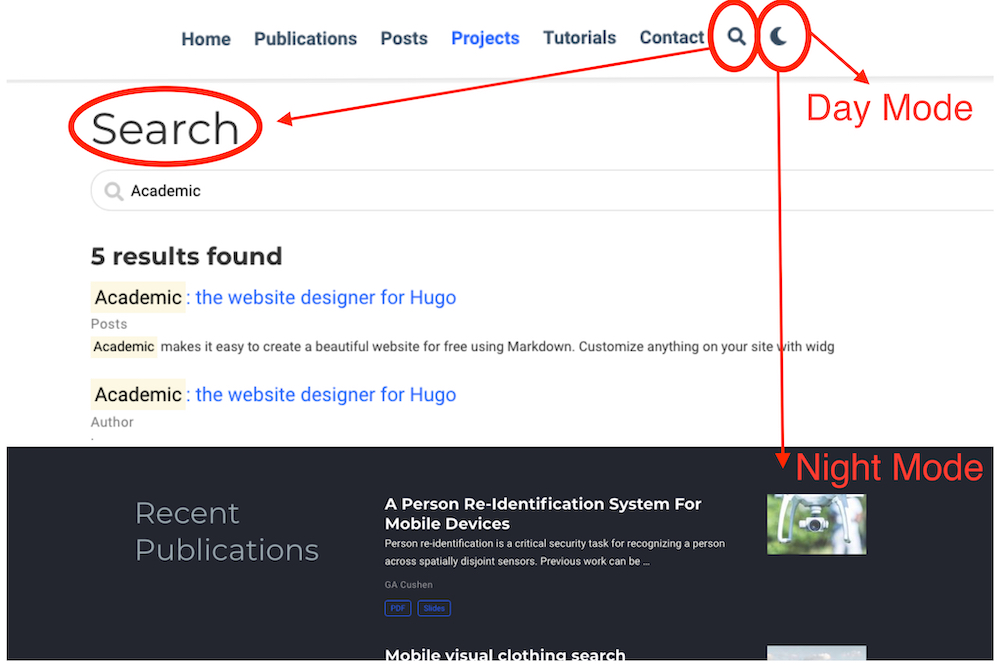 Home Publications Posts Projects Tutorials Contact
Day Mode
Search
Academic
5 results found
Academic: the website designer for Hugo
Posts
Academic makes it easy to create a beautiful website for free using Markdown. Customize anything on your site with widg
Academic: the website designer for Hugo
Author
Night Mode
Recent
Publications
A Person Re-Identification System For
Mobile Devices
Person re-identification is a critical security task for recognizing a person
across spatially disjoint sensors. Previous work can be ...
GA Cushen
PDF Slides
Mobile visual clothing search